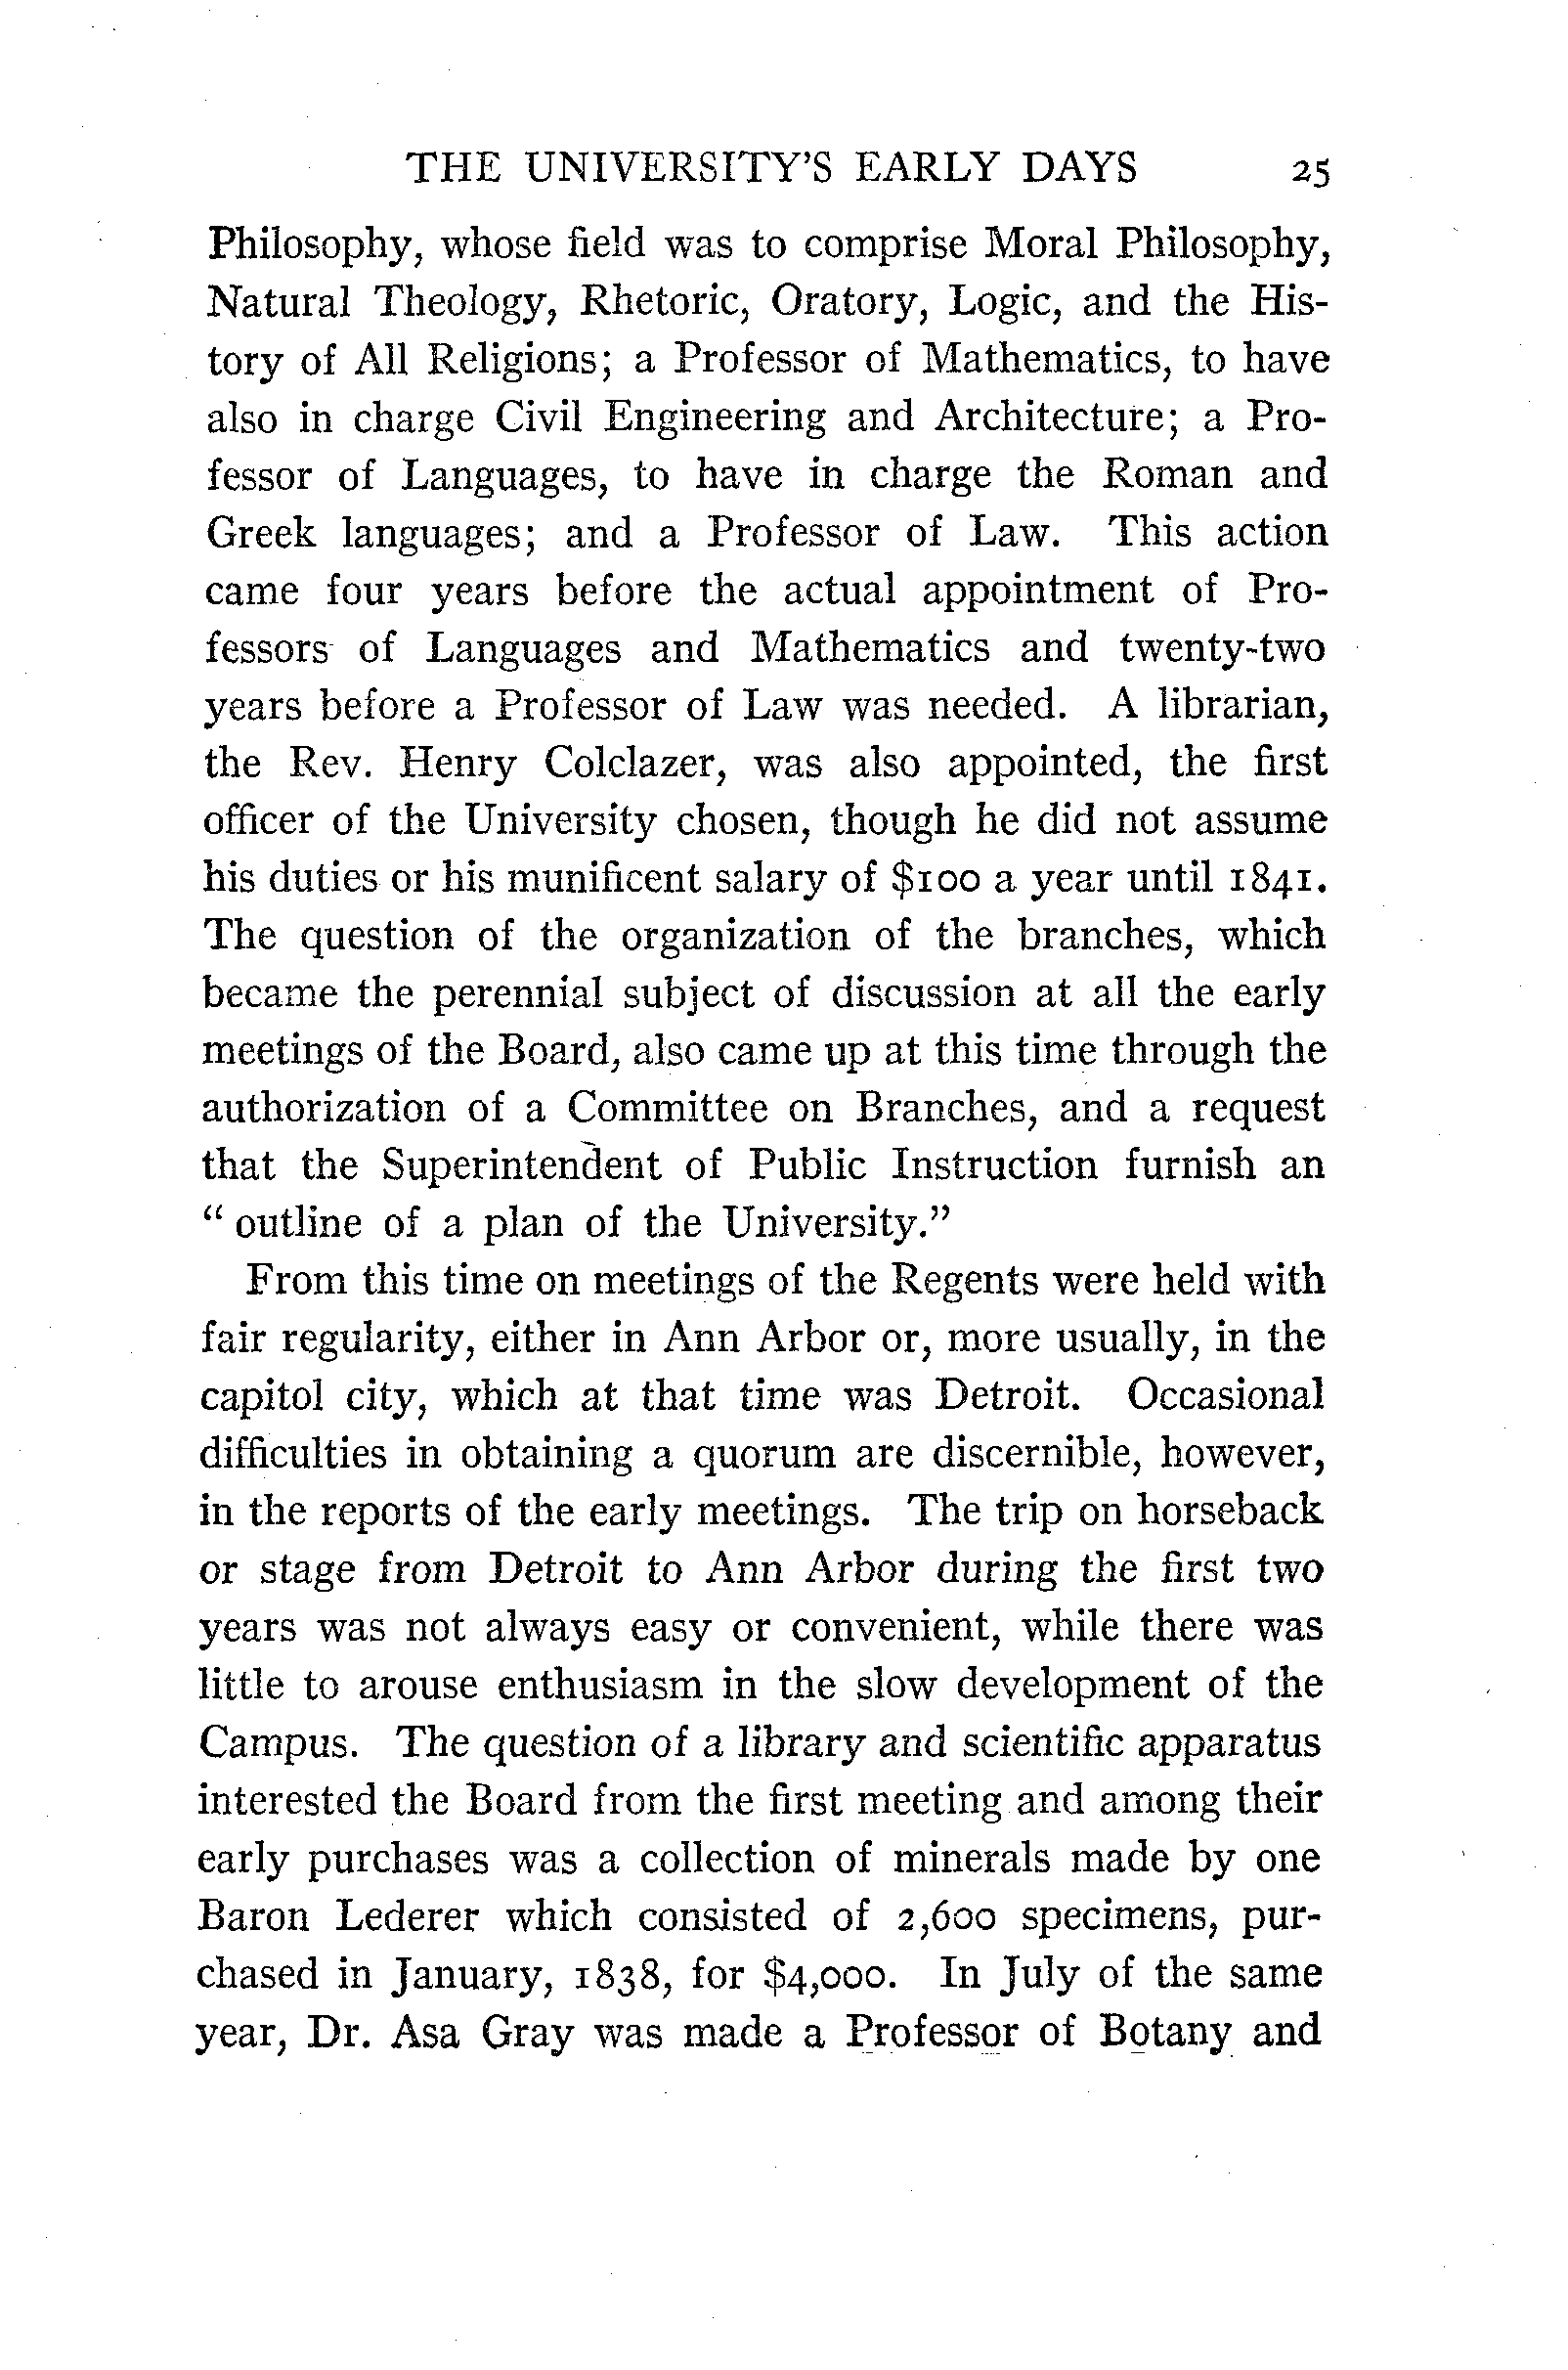 THE UNIVERSITY'S EARLY DAYS 25
Philosophy, whose field was to comprise Moral Philosophy,
Natural Theology, Rhetoric, Oratory, Logic, and the His-
tory of All Religions; a Professor of Mathematics, to have
also in charge Civil Engineering and Architecture; a Pro-
fessor of Languages, to have in charge the Roman and
Greek languages; and a Professor of Law. This action
came four years before the actual appointment of Pro-
fessors of Languages and Mathematics and twenty-two
years before a Professor of Law was needed. A librarian,
the Rev. Henry Colclazer, was also appointed, the first
officer of the University chosen, though he did not assume
his duties or his munificent salary of $100 a year until 1841.
The question of the organization of the branches, which
became the perennial subject of discussion at all the early
meetings of the Board, also came up at this time through the
authorization of a Committee on Branches, and a request
that the Superintendent of Public Instruction furnish an
" outline of a plan of the University."
From this time on meetings of the Regents were held with
fair regularity, either in Ann Arbor or, more usually, in the
capitol city, which at that time was Detroit. Occasional
difficulties in obtaining a quorum are discernible, however,
in the reports of the early meetings. The trip on horseback
or stage from Detroit to Ann Arbor during the first two
years was not always easy or convenient, while there was
little to arouse enthusiasm in the slow development of the
Campus. The question of a library and scientific apparatus
interested the Board from the first meeting and among their
early purchases was a collection of minerals made by one
Baron Lederer which consisted of 2,600 specimens, pur-
chased in January, 1838, for $4,000. In July of the same
year, Dr. Asa Gray was made a Professor of Botany and